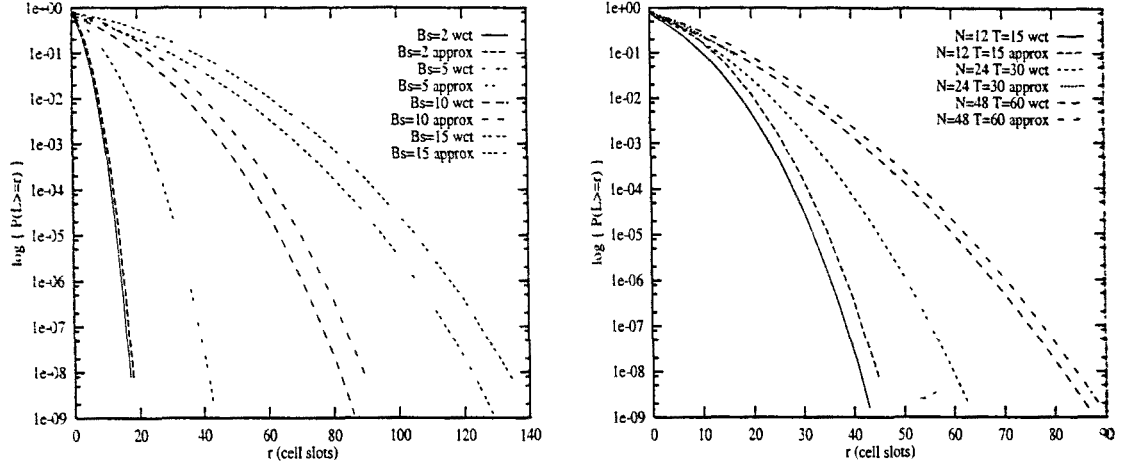 1e+00
1e-01
1e-02
1e-03
1e-04
1e+05
1e+06
1e-07
1e+08
1e-09
log { P(L>=r) }
0 20 40 60 80 100 120 140
r (cell slots)
Bs=2 wct
Bs=2 approx
Bs=5 wct
Bs=5 approx
Bs=10 wct
Bs=10 approx
Bs=15 wct
Bs=15 approx
1e+00
1e-01
1e-02
1e-03
1e-04
1e-05
1e-06
1e-07
1e-08
1e-09
log { P(L>=r) }
0 10 20 30 40 50 60 70 80
r (cell slots)
N=12 T=15 wct
N=12 T=15 approx
N=24 T=30 wct
N=24 T=30 approx
N=48 T=60 wct
N=48 T=60 approx